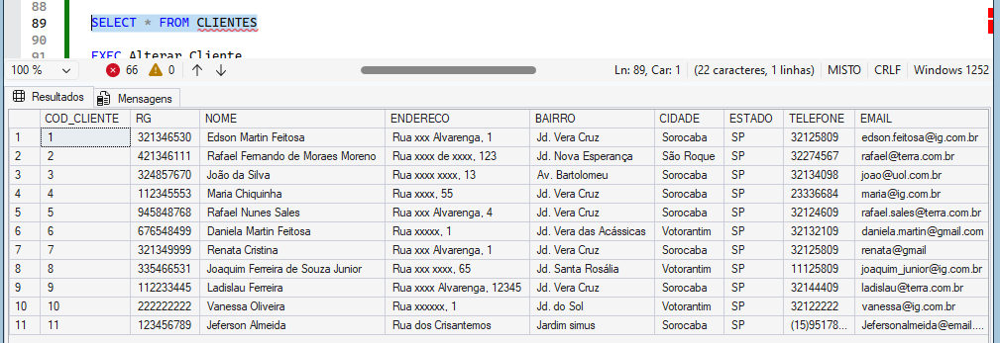 88
89 SELECT * FROM CLIENTES
90
91 EXEC Alterar_Cliente
100 % 66 0 Ln: 89, Car: 1 (22 caracteres, 1 linhas) MISTO CRLF Windows 1252
Resultados Mensagens
COD_CLIENTE RG NOME ENDERECO BAIRRO CIDADE ESTADO TELEFONE EMAIL
1 1 321346530 Edson Martin Feitosa Rua xxx Alvarenga, 1 Jd. Vera Cruz Sorocaba SP 32125809 edson.feitosa@ig.com.br
2 2 421346111 Rafael Fernando de Moraes Moreno Rua xxxx de xxxx, 123 Jd. Nova Esperança São Roque SP 32274567 rafael@terra.com.br
3 3 324857670 João da Silva Rua xxxx xxxx, 13 Av. Bartolomeu Sorocaba SP 32134098 joao@uol.com.br
4 4 112345553 Maria Chiquinha Rua xxxx, 55 Jd. Vera Cruz Sorocaba SP 23336684 maria@ig.com.br
5 5 945848768 Rafael Nunes Sales Rua xxx Alvarenga, 4 Jd. Vera Cruz Sorocaba SP 32124609 rafael.sales@terra.com.br
6 6 676548499 Daniela Martin Feitosa Rua xxxxx, 1 Jd. Vera das Acássicas Votorantim SP 32132109 daniela.martin@gmail.com
7 7 321349999 Renata Cristina Rua xxx Alvarenga, 1 Jd. Vera Cruz Sorocaba SP 32125809 renata@gmail
8 8 335466531 Joaquim Ferreira de Souza Junior Rua xxx xxxx, 65 Jd. Santa Rosália Votorantim SP 11125809 joaquim_junior@ig.com.br
9 9 112233445 Ladislau Ferreira Rua xxxx Alvarenga, 12345 Jd. Vera Cruz Sorocaba SP 32144409 ladislau@terra.com.br
10 10 222222222 Vanessa Oliveira Rua xxxxxx, 1 Jd. do Sol Votorantim SP 32122222 vanessa@ig.com.br
11 11 123456789 Jeferson Almeida Rua dos Crisantemos Jardim simus Sorocaba SP (15)95178... Jefersonalmeida@email....